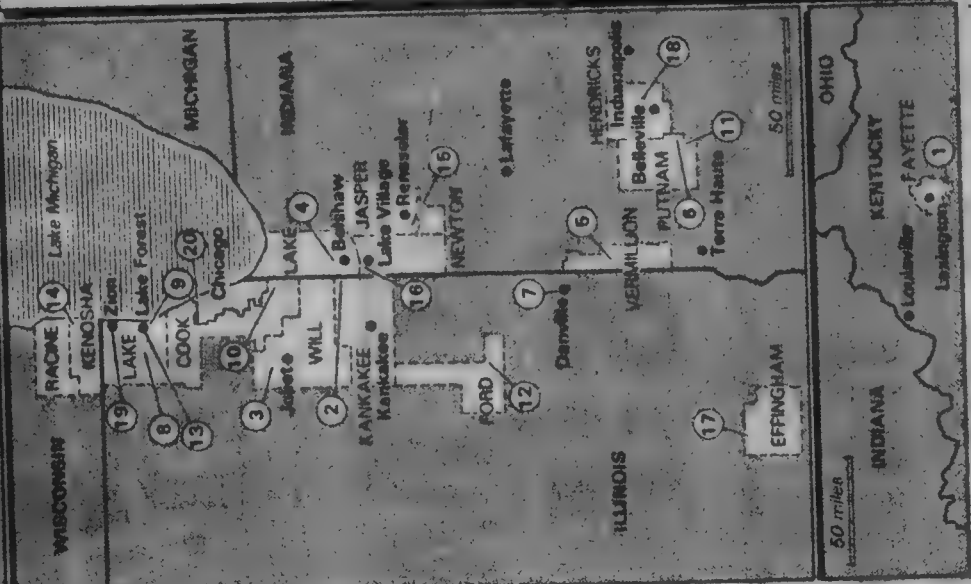 WISCONSIN
RACINE
14
Lake Michigan
KENOSHA
MICHIGAN
19
Zion
LAKE
Lake Forest
8
13
9
20
COOK
Chicago
INDIANA
10
3
Joliet
WILL
LAKE
4
2
KANKAKEE
Kankakee
16
Lake Village
JASPER
Rensselaer
15
NEWTON
Lafayette
FORD
12
7
Danville
5
VERMILLION
HENDRICKS
Indianapolis
18
Belleville
PUTNAM
6
11
Terre Haute
50 miles
ILLINOIS
17
EFFINGHAM
50 miles
INDIANA
OHIO
KENTUCKY
Louisville
FAYETTE
Lexington
1